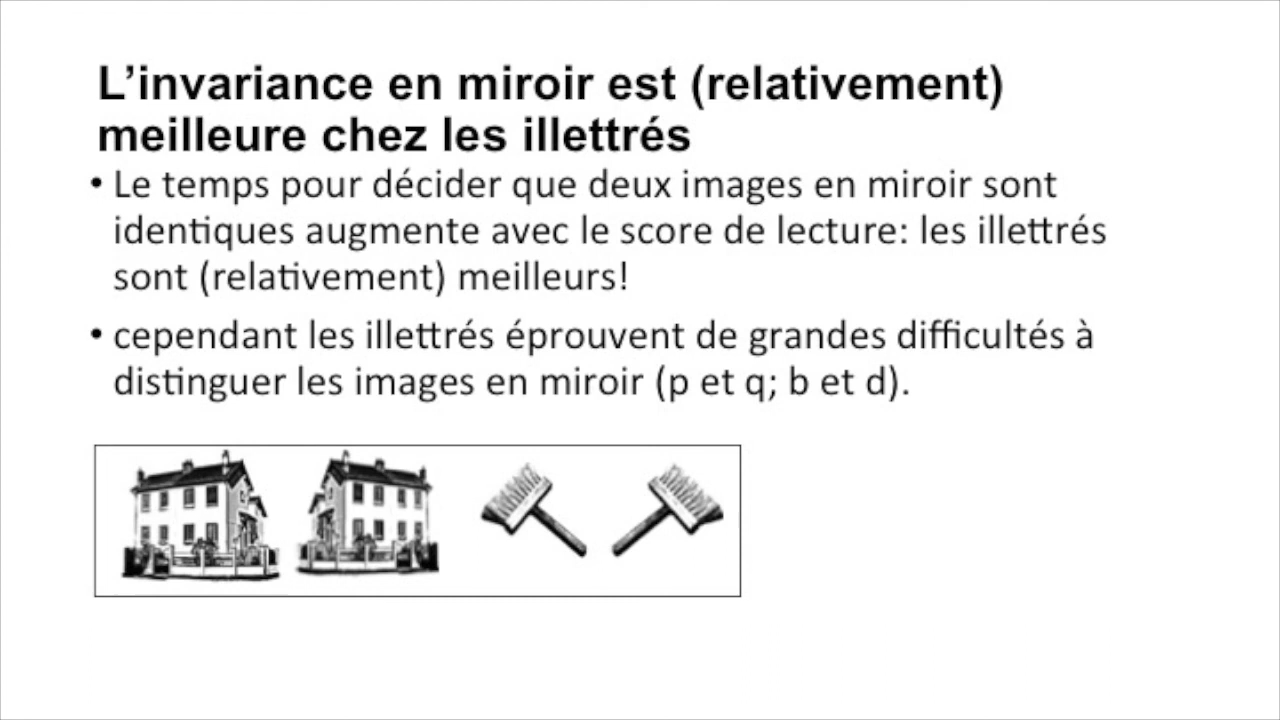 L’invariance en miroir est (relativement)
meilleure chez les illettrés
• Le temps pour décider que deux images en miroir sont
identiques augmente avec le score de lecture: les illettrés
sont (relativement) meilleurs!
• cependant les illettrés éprouvent de grandes difficultés à
distinguer les images en miroir (p et q; b et d).